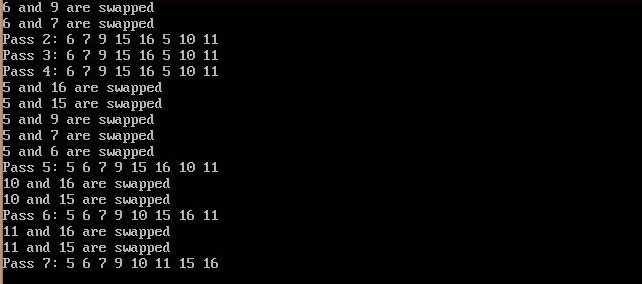 6 and 9 are swapped
6 and 7 are swapped
Pass 2: 6 7 9 15 16 5 10 11
Pass 3: 6 7 9 15 16 5 10 11
Pass 4: 6 7 9 15 16 5 10 11
5 and 16 are swapped
5 and 15 are swapped
5 and 9 are swapped
5 and 7 are swapped
5 and 6 are swapped
Pass 5: 5 6 7 9 15 16 10 11
10 and 16 are swapped
10 and 15 are swapped
Pass 6: 5 6 7 9 10 15 16 11
11 and 16 are swapped
11 and 15 are swapped
Pass 7: 5 6 7 9 10 11 15 16